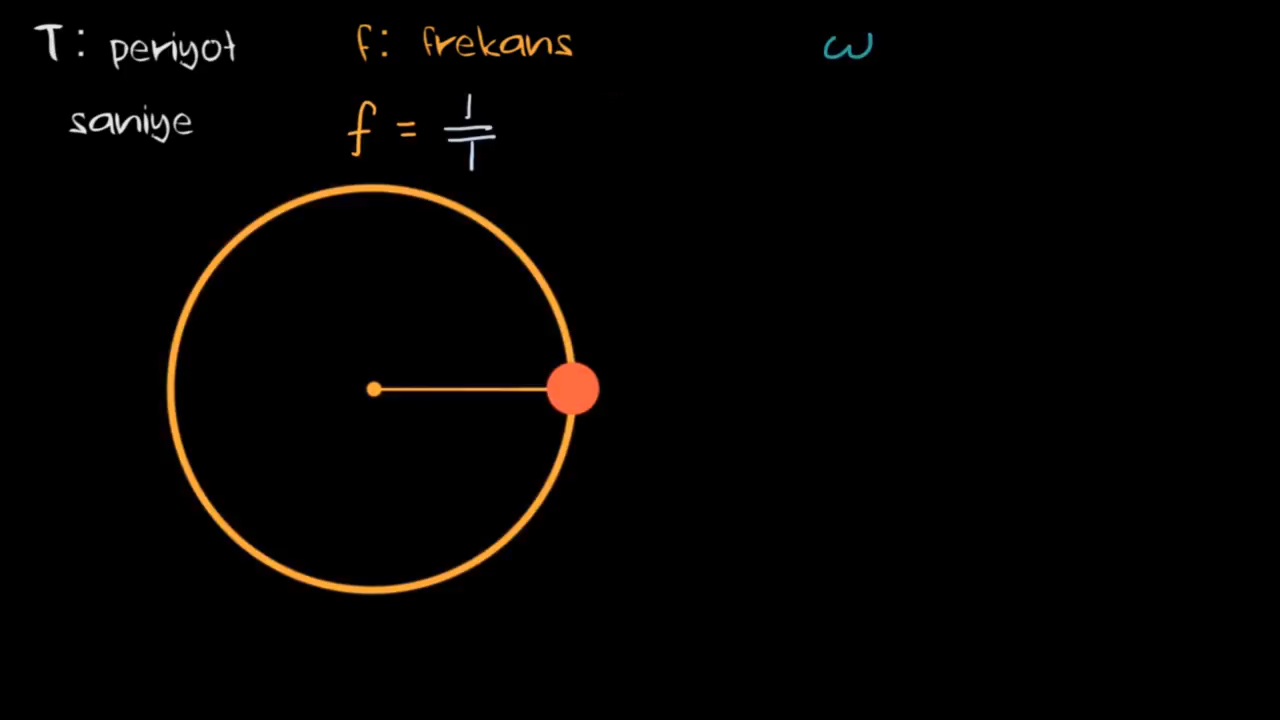 T: periyot f: frekans ω
saniye f = 1/T